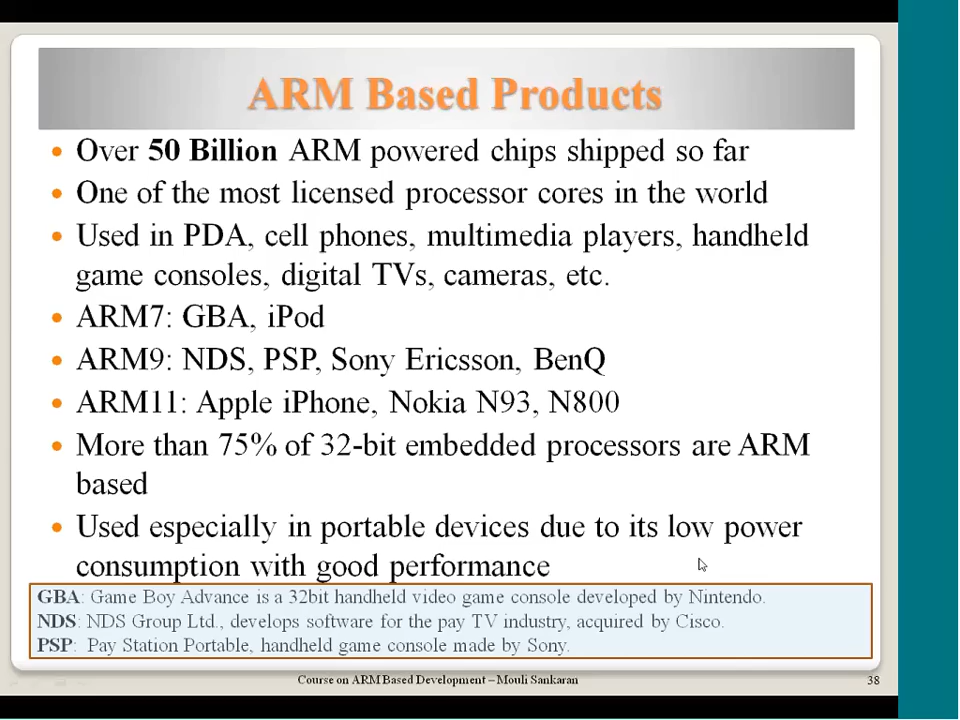 ARM Based Products
• Over 50 Billion ARM powered chips shipped so far
• One of the most licensed processor cores in the world
• Used in PDA, cell phones, multimedia players, handheld
game consoles, digital TVs, cameras, etc.
• ARM7: GBA, iPod
• ARM9: NDS, PSP, Sony Ericsson, BenQ
• ARM11: Apple iPhone, Nokia N93, N800
• More than 75% of 32-bit embedded processors are ARM
based
• Used especially in portable devices due to its low power
consumption with good performance
GBA: Game Boy Advance is a 32bit handheld video game console developed by Nintendo.
NDS: NDS Group Ltd., develops software for the pay TV industry, acquired by Cisco.
PSP: Pay Station Portable, handheld game console made by Sony.
Course on ARM Based Development – Mouli Sankaran
38